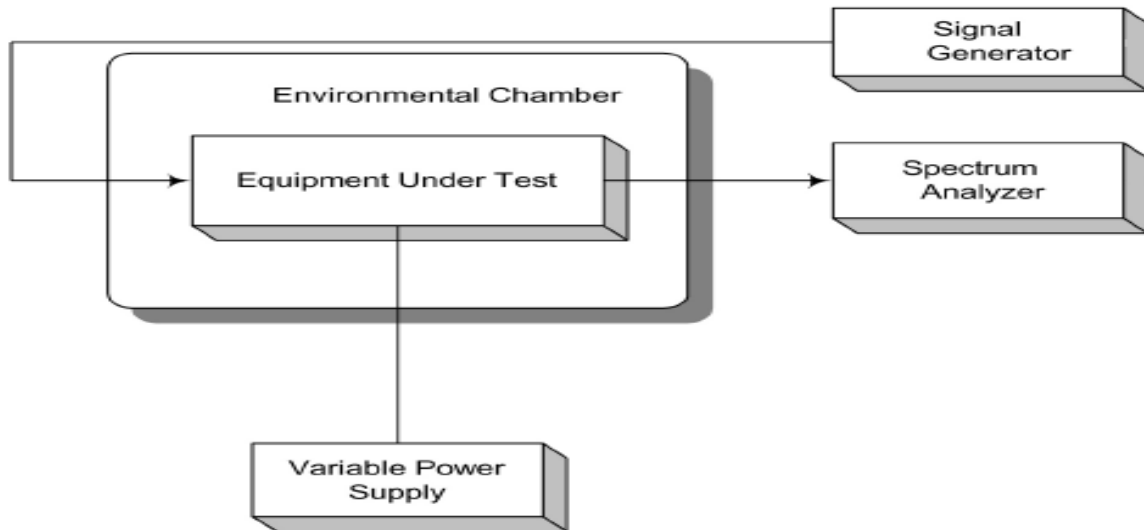 Signal
Generator
Environmental Chamber
Equipment Under Test
Spectrum
Analyzer
Variable Power
Supply